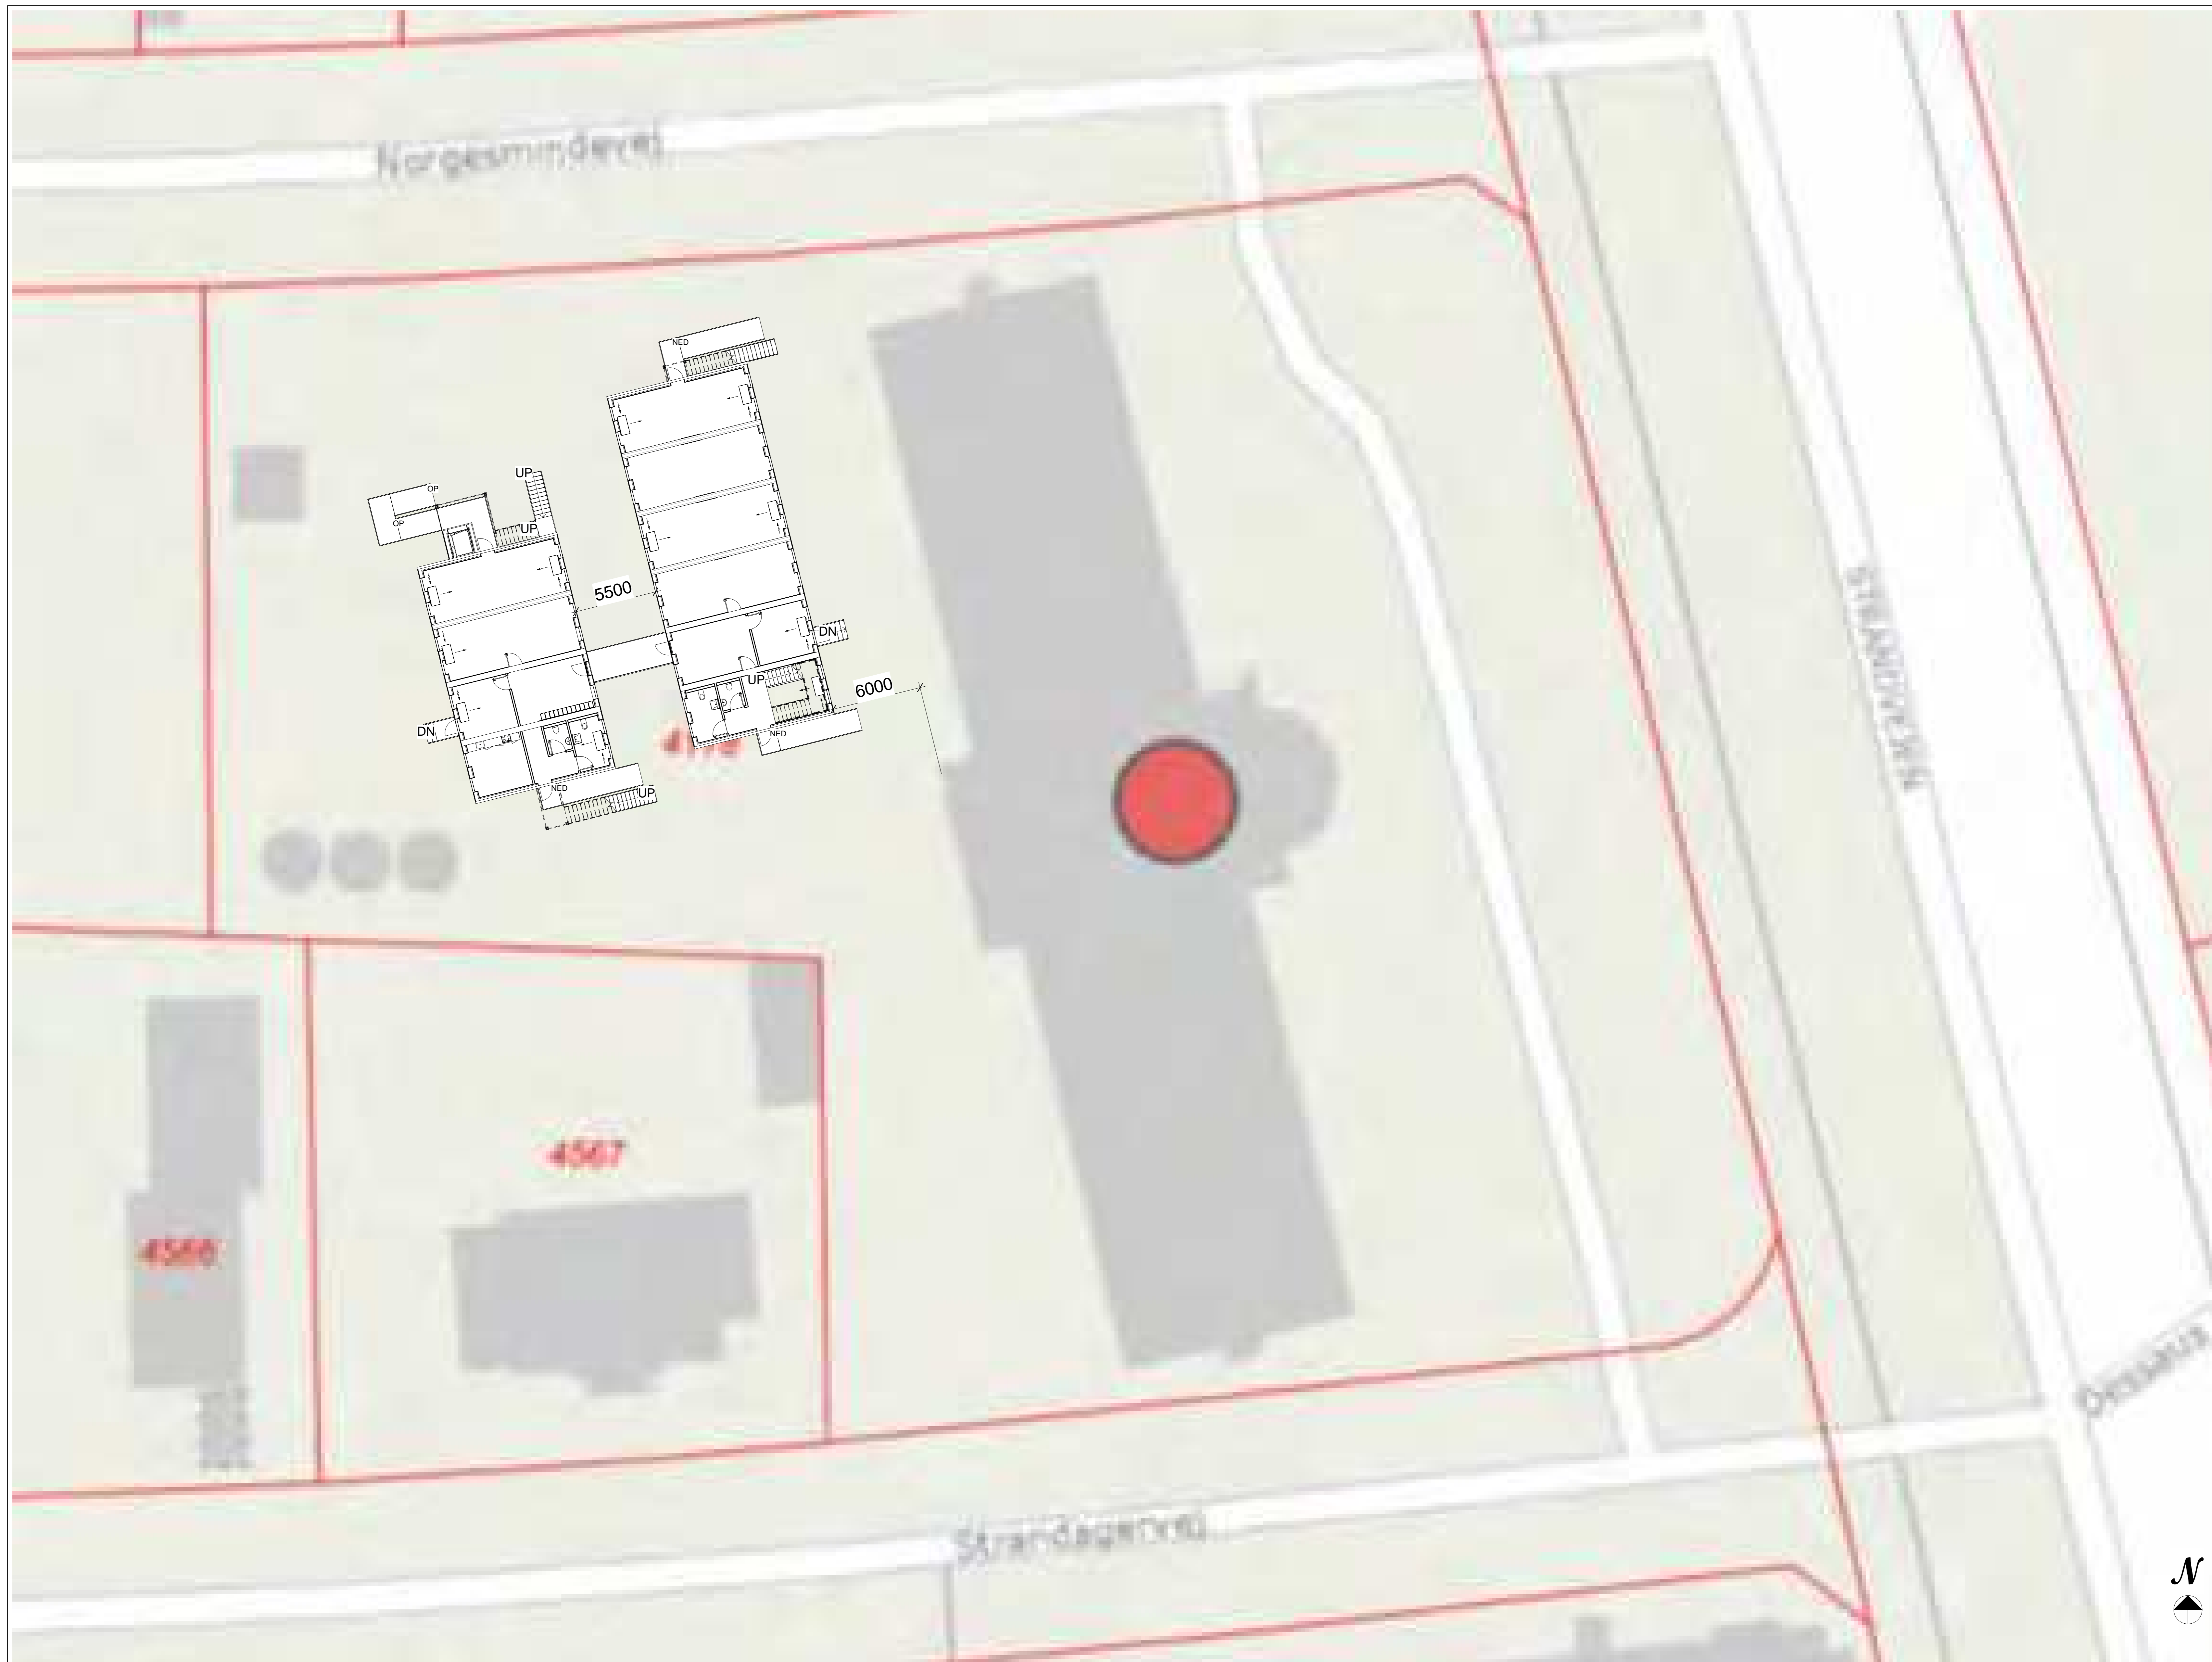 Norgesmindevej
NED
UP
OP
OP
UP
5500
DN
STRANDVEJEN
UP
6000
DN
NED
NED
UP
4567
4566
Strandagervej
N